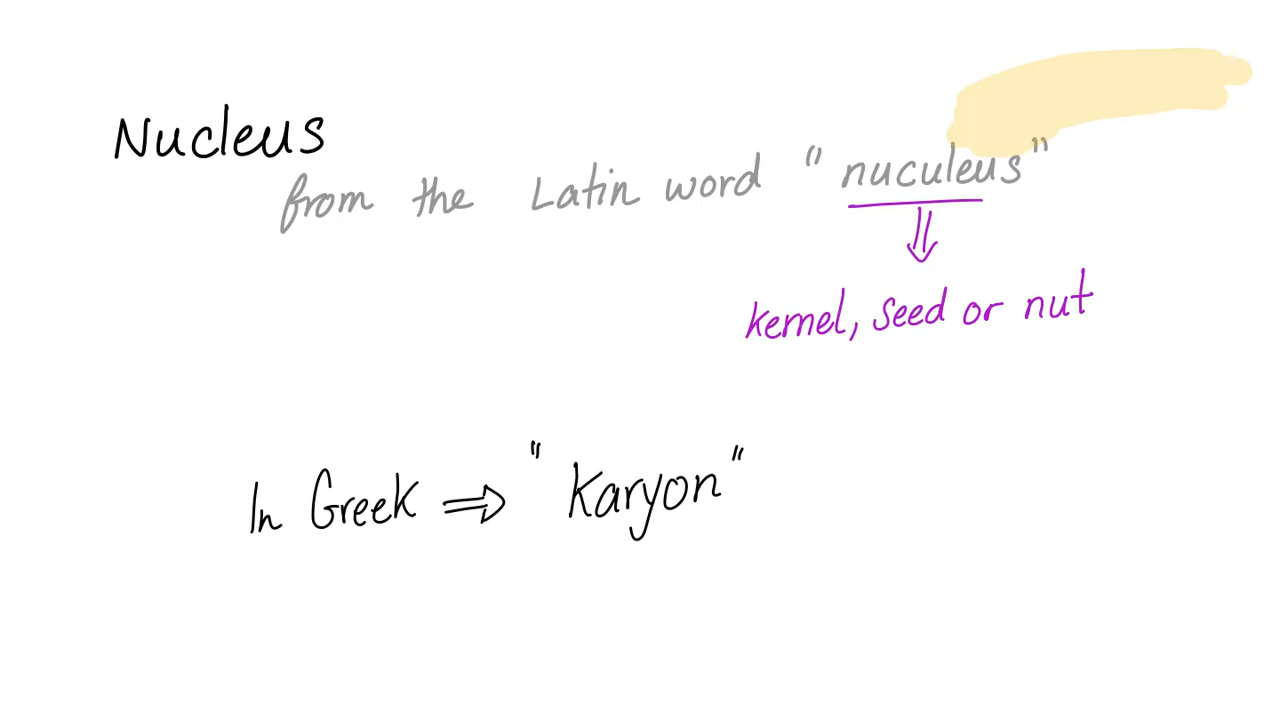 Nucleus
from the Latin word "nuculeus"
kernel, seed or nut
In Greek ⇒ "Karyon"